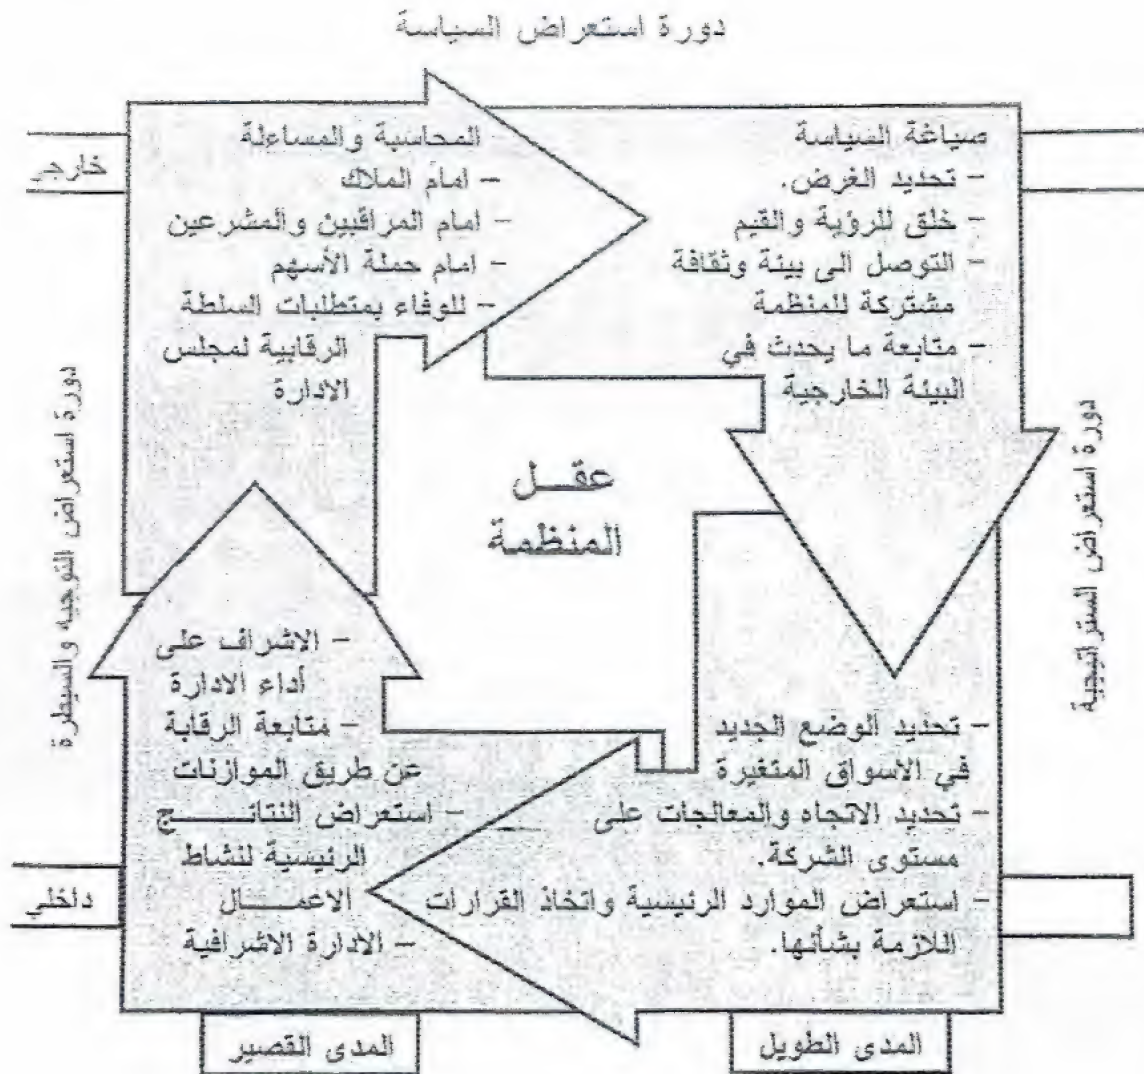 دورة استعراض السياسة
صياغة السياسة
- تحديد الغرض.
- خلق للرؤية والقيم
- التوصل الى بيئة وثقافة
مشتركة للمنظمة
- متابعة ما يحدث في
البيئة الخارجية
- المحاسبة والمساءلة
- امام الملاك
- امام المراقبين والمشرعين
- امام حملة الأسهم
- للوفاء بمتطلبات السلطة
الرقابية لمجلس
الادارة
خارجي
دورة استعراض الستراتيجية
عقـــل
المنظمة
دورة استعراض التوجيه والسيطرة
- تحديد الوضع الجديد
في الاسواق المتغيرة
- تحديد الاتجاه والمعالجات على
مستوى الشركة.
- استعراض الموارد الرئيسية واتخاذ القرارات
اللازمة بشأنها.
- الاشراف على
أداء الادارة
- متابعة الرقابة
عن طريق الموازنات
- استعراض النتائـــــج
الرئيسية لنشاط
الاعمـــال
- الادارة الاشرافية
داخلي
المدى الطويل
المدى القصير